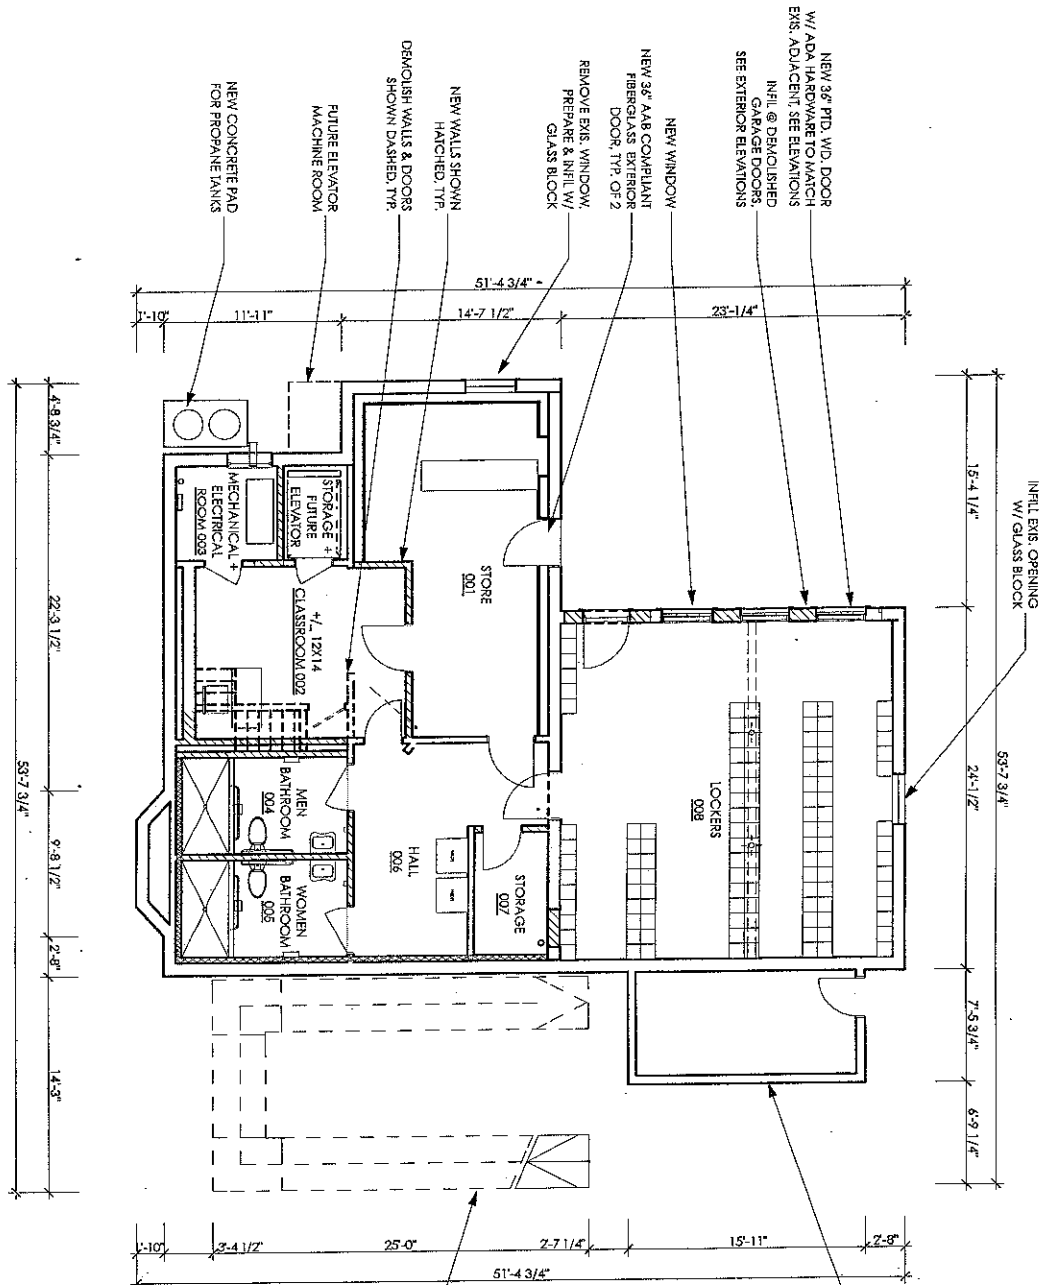 NEW 36" PTD. WD. DOOR
W/ ADA HARDWARE TO MATCH
EXIS. ADJACENT, SEE ELEVATIONS
INFIL @ DEMOLISHED
GARAGE DOORS,
SEE EXTERIOR ELEVATIONS
NEW WINDOW
NEW 36" AAB COMPLIANT
FIBERGLASS EXTERIOR
DOOR, TYP. OF 2
REMOVE EXIS. WINDOW,
PREPARE & INFIL W/
GLASS BLOCK
NEW WALLS SHOWN
HATCHED, TYP.
DEMOLISH WALLS & DOORS
SHOWN DASHED, TYP.
FUTURE ELEVATOR
MACHINE ROOM
NEW CONCRETE PAD
FOR PROPANE TANKS
INFILL EXIS. OPENING
W/ GLASS BLOCK
51'-4 3/4"
1'-10"
11'-11"
14'-7 1/2"
23'-1/4"
15'-4 1/4"
24'-1/2"
7'-5 3/4"
6'-9 1/4"
53'-7 3/4"
STORE
001
+/_ 12X14
CLASSROOM 002
STORAGE +
FUTURE
ELEVATOR
MECHANICAL +
ELECTRICAL
ROOM 003
MEN
BATHROOM
004
WOMEN
BATHROOM
005
HALL
006
STORAGE
007
LOCKERS
008
4'-8 3/4"
22'-3 1/2"
9'-8 1/2"
2'-8"
14'-3"
53'-7 3/4"
1'-10"
3'-4 1/2"
25'-0"
2'-7 1/4"
15'-11"
2'-8"
51'-4 3/4"